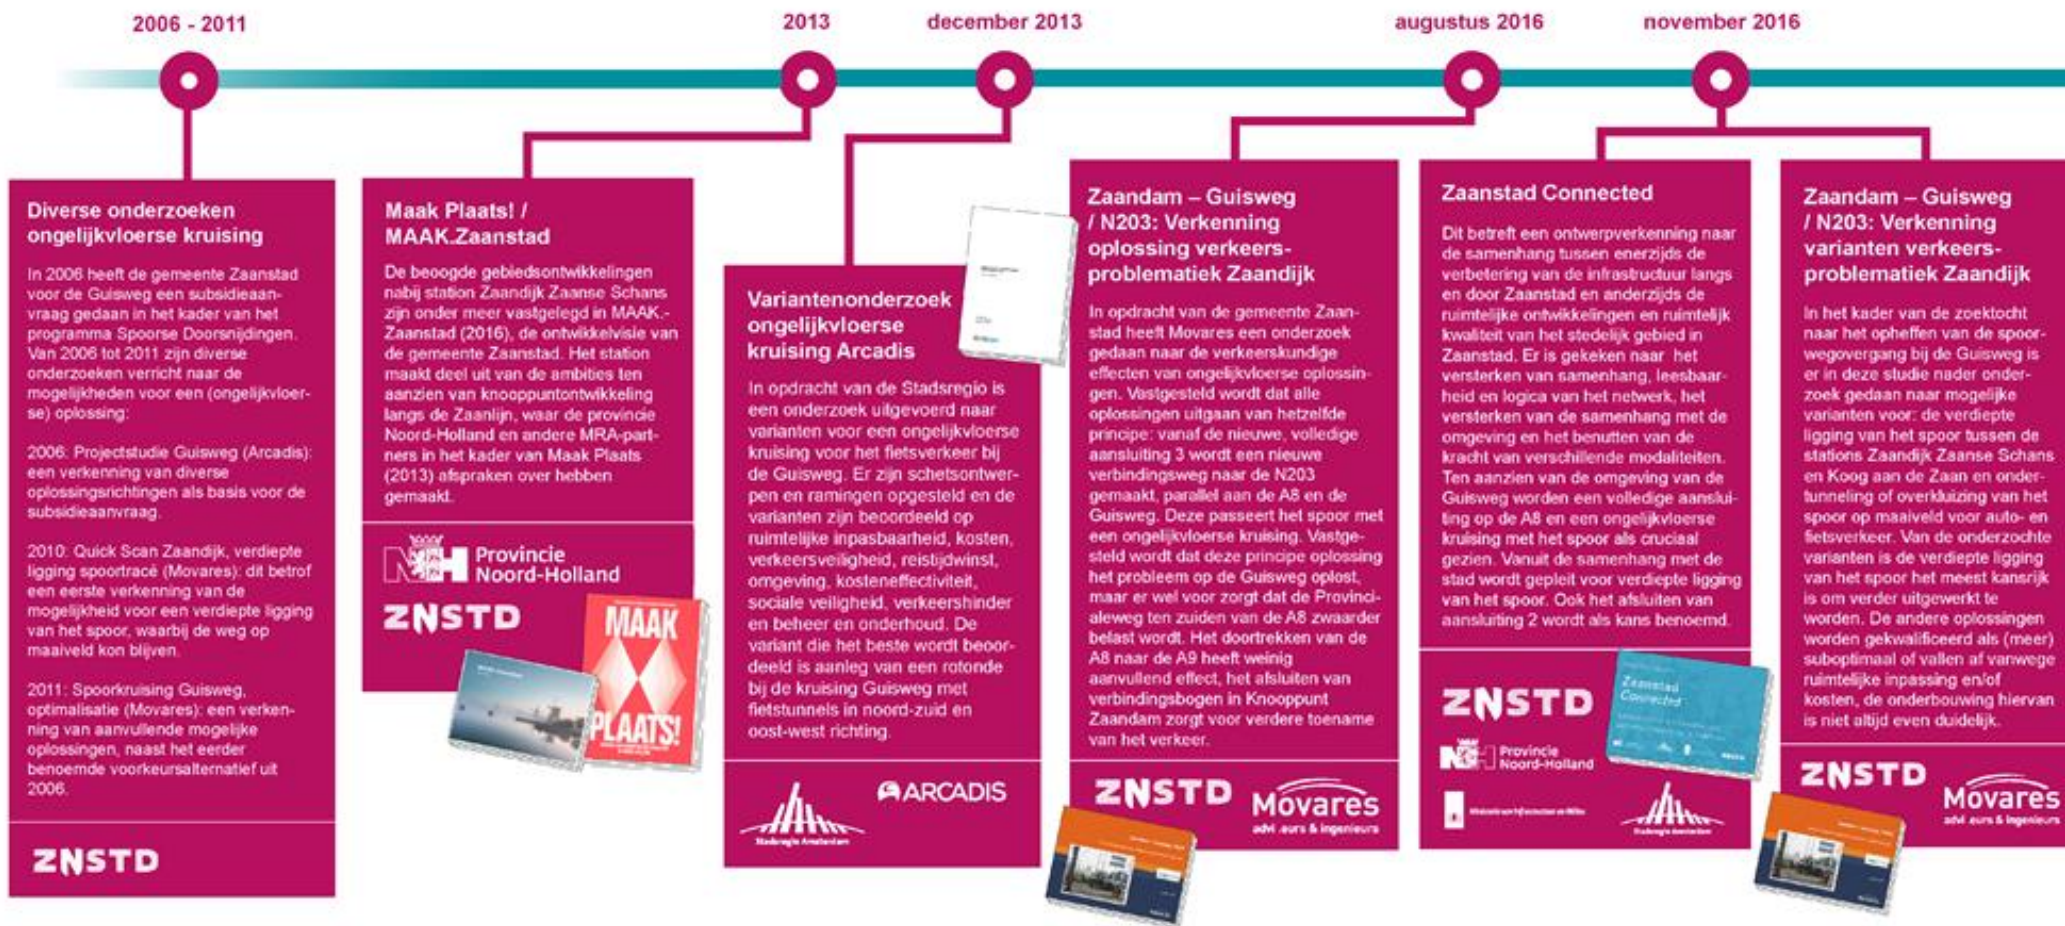 2006 - 2011
2013
december 2013
augustus 2016
november 2016
Diverse onderzoeken
ongelijkvloerse kruising
In 2006 heeft de gemeente Zaanstad
voor de Guisweg een subsidieaan-
vraag gedaan in het kader van het
programma Spoorse Doorsnijdingen.
Van 2006 tot 2011 zijn diverse
onderzoeken verricht naar de
mogelijkheden voor een (ongelijkvloer-
se) oplossing:
2006: Projectstudie Guisweg (Arcadis):
een verkenning van diverse
oplossingsrichtingen als basis voor de
subsidieaanvraag.
2010: Quick Scan Zaandijk, verdiepte
ligging spoortracé (Movares): dit betrof
een eerste verkenning van de
mogelijkheid voor een verdiepte ligging
van het spoor, waarbij de weg op
maaiveld kon blijven.
2011: Spoorkruising Guisweg,
optimalisatie (Movares): een verken-
ning van aanvullende mogelijke
oplossingen, naast het eerder
benoemde voorkeursalternatief uit
2006.
ZNSTD
Maak Plaats! /
MAAK.Zaanstad
De beoogde gebiedsontwikkelingen
nabij station Zaandijk Zaanse Schans
zijn onder meer vastgelegd in MAAK.-
Zaanstad (2016), de ontwikkelvisie van
de gemeente Zaanstad. Het station
maakt deel uit van de ambities ten
aanzien van knooppuntontwikkeling
langs de Zaanlijn, waar de provincie
Noord-Holland en andere MRA-part-
ners in het kader van Maak Plaats
(2013) afspraken over hebben
gemaakt.
NH Provincie
Noord-Holland
ZNSTD
MAAK
PLAATS!
Variantenonderzoek
ongelijkvloerse
kruising Arcadis
In opdracht van de Stadsregio is
een onderzoek uitgevoerd naar
varianten voor een ongelijkvloerse
kruising voor het fietsverkeer bij
de Guisweg. Er zijn schetsontwer-
pen en ramingen opgesteld en de
varianten zijn beoordeeld op
ruimtelijke inpasbaarheid, kosten,
verkeersveiligheid, reistijdwinst,
omgeving, kosteneffectiviteit,
sociale veiligheid, verkeershinder
en beheer en onderhoud. De
variant die het beste wordt beoor-
deeld is aanleg van een rotonde
bij de kruising Guisweg met
fietstunnels in noord-zuid en
oost-west richting.
Stadsregio Amsterdam
ARCADIS
Zaandam – Guisweg
/ N203: Verkenning
oplossing verkeers-
problematiek Zaandijk
In opdracht van de gemeente Zaan-
stad heeft Movares een onderzoek
gedaan naar de verkeerskundige
effecten van ongelijkvloerse oplossin-
gen. Vastgesteld wordt dat alle
oplossingen uitgaan van hetzelfde
principe: vanaf de nieuwe, volledige
aansluiting 3 wordt een nieuwe
verbindingsweg naar de N203
gemaakt, parallel aan de A8 en de
Guisweg. Deze passeert het spoor met
een ongelijkvloerse kruising. Vastge-
steld wordt dat deze principe oplossing
het probleem op de Guisweg oplost,
maar er wel voor zorgt dat de Provinci-
aleweg ten zuiden van de A8 zwaarder
belast wordt. Het doortrekken van de
A8 naar de A9 heeft weinig
aanvullend effect, het afsluiten van
verbindingsbogen in Knooppunt
Zaandam zorgt voor verdere toename
van het verkeer.
ZNSTD
Movares
advi .eurs & ingenieurs
Zaanstad Connected
Dit betreft een ontwerpverkenning naar
de samenhang tussen enerzijds de
verbetering van de infrastructuur langs
en door Zaanstad en anderzijds de
ruimtelijke ontwikkelingen en ruimtelijk
kwaliteit van het stedelijk gebied in
Zaanstad. Er is gekeken naar het
versterken van samenhang, leesbaar-
heid en logica van het netwerk, het
versterken van de samenhang met de
omgeving en het benutten van de
kracht van verschillende modaliteiten.
Ten aanzien van de omgeving van de
Guisweg worden een volledige aanslui-
ting op de A8 en een ongelijkvloerse
kruising met het spoor als cruciaal
gezien. Vanuit de samenhang met de
stad wordt gepleit voor verdiepte ligging
van het spoor. Ook het afsluiten van
aansluiting 2 wordt als kans benoemd.
ZNSTD
Zaanstad
Connected
NH Provincie
Noord-Holland
Stadsregio Amsterdam
Zaandam – Guisweg
/ N203: Verkenning
varianten verkeers-
problematiek Zaandijk
In het kader van de zoektocht
naar het opheffen van de spoor-
wegovergang bij de Guisweg is
er in deze studie nader onder-
zoek gedaan naar mogelijke
varianten voor: de verdiepte
ligging van het spoor tussen de
stations Zaandijk Zaanse Schans
en Koog aan de Zaan en onder-
tunneling of overkluizing van het
spoor op maaiveld voor auto- en
fietsverkeer. Van de onderzochte
varianten is de verdiepte ligging
van het spoor het meest kansrijk
is om verder uitgewerkt te
worden. De andere oplossingen
worden gekwalificeerd als (meer)
suboptimaal of vallen af vanwege
ruimtelijke inpassing en/of
kosten, de onderbouwing hiervan
is niet altijd even duidelijk.
ZNSTD
Movares
advi .eurs & ingenieurs